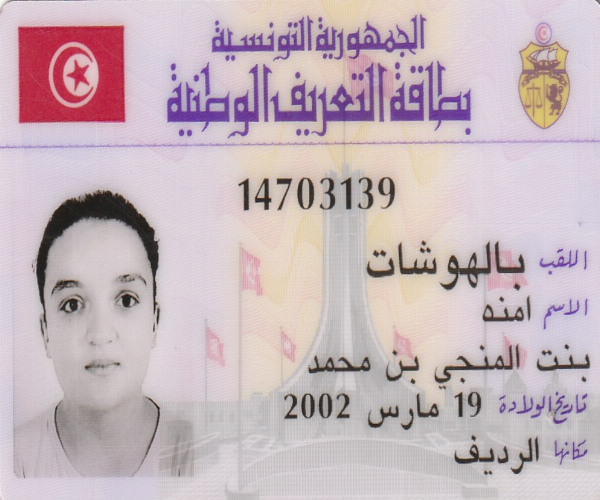 الجمهورية التونسية
بطاقة التعريف الوطنية
14703139
اللقب بالهوشات
الاسم امنه
بنت المنجي بن محمد
تاريخ الولادة 19 مارس 2002
مكانها الرديف